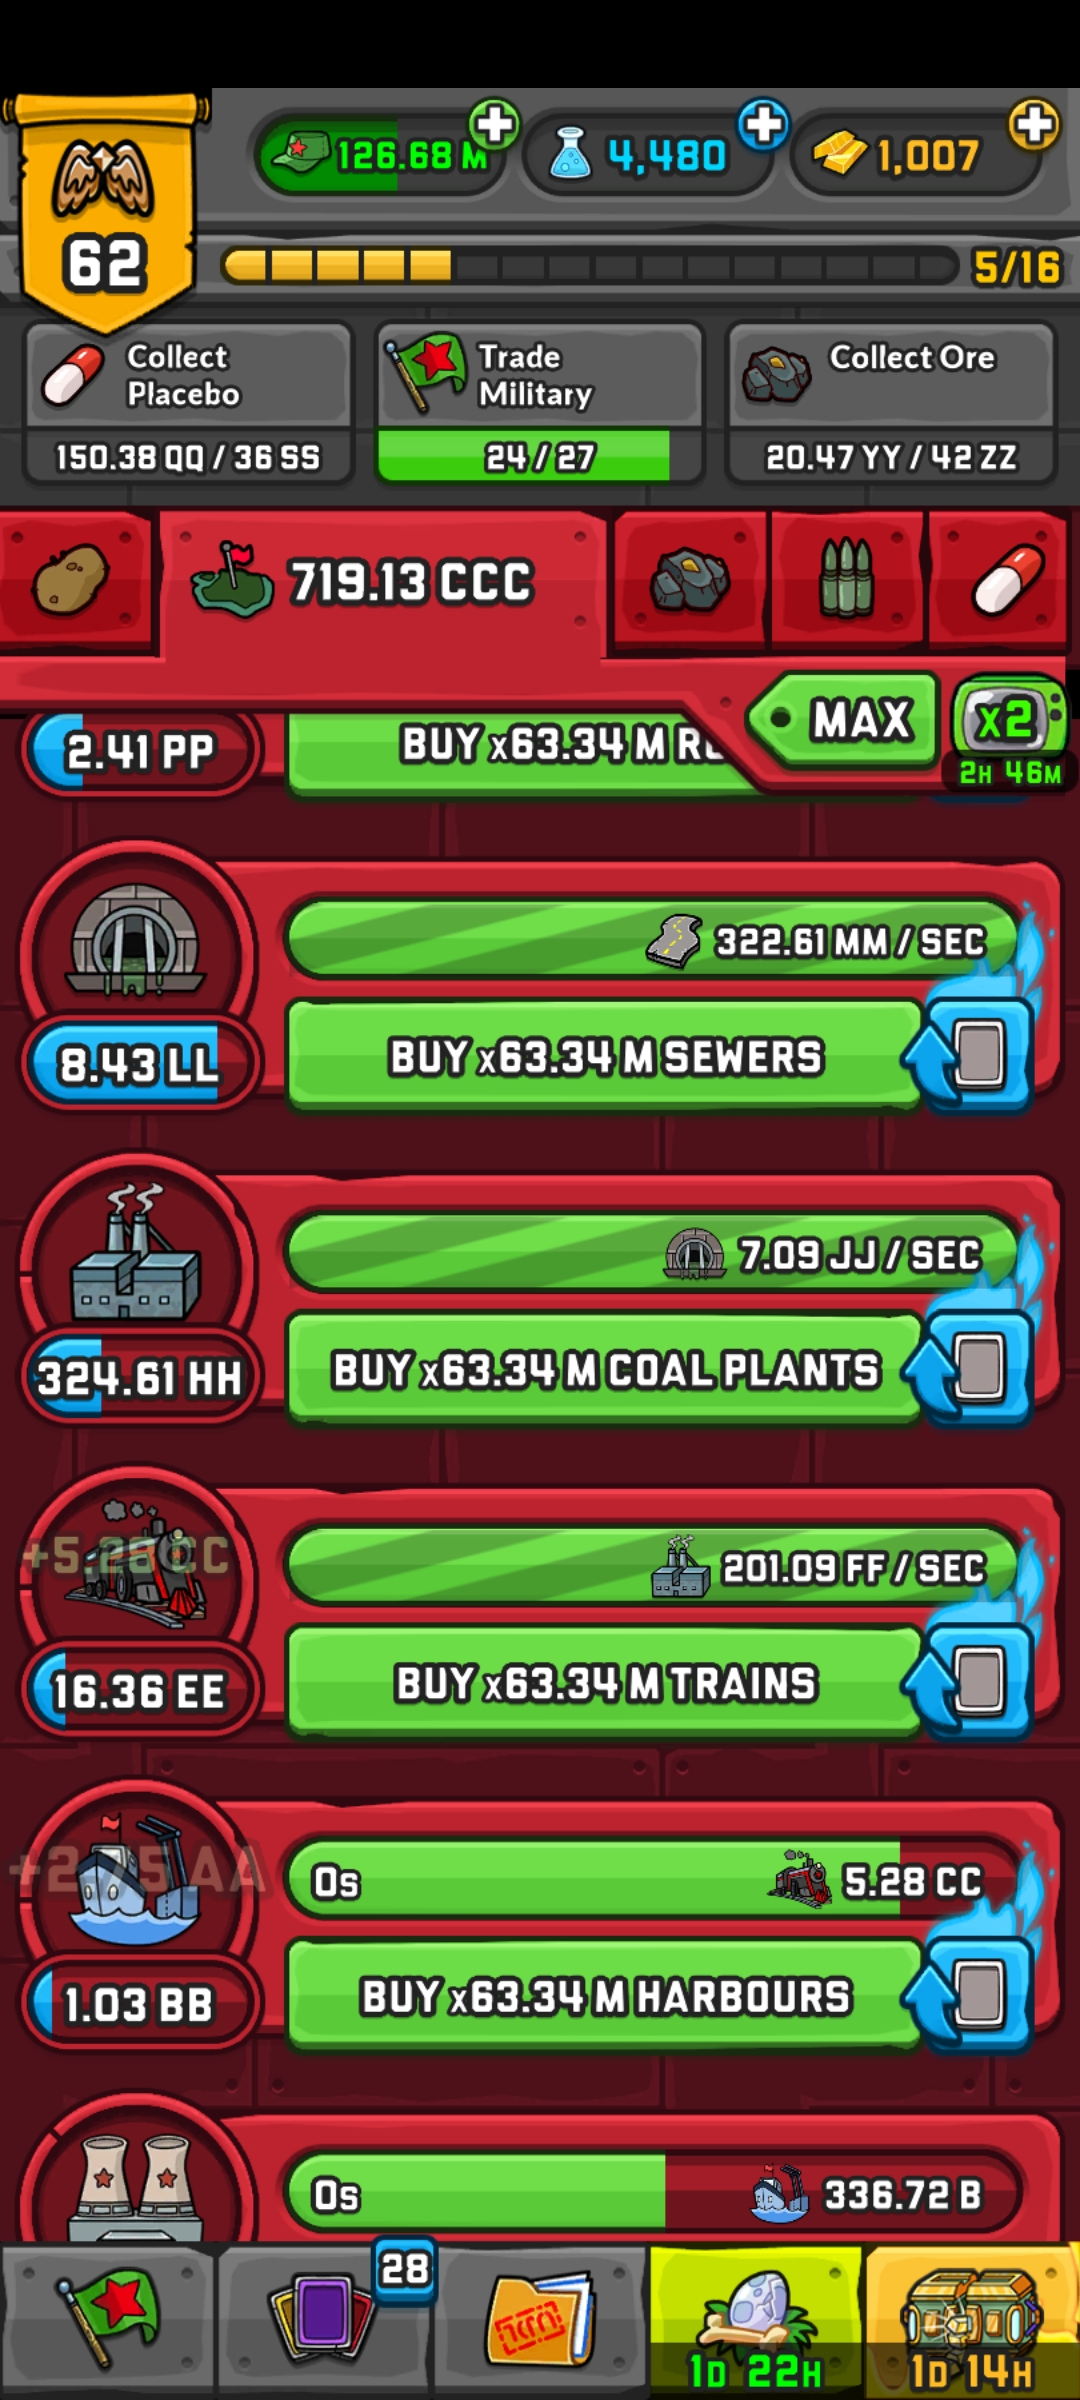 126.68 M
4,480
1,007
62
5/16
Collect
Placebo
150.38 QQ / 36 SS
Trade
Military
24 / 27
Collect Ore
20.47 YY / 42 ZZ
719.13 CCC
MAX
x2
2H 46M
2.41 PP
BUY x63.34 M
322.61 MM / SEC
8.43 LL
BUY x63.34 M SEWERS
7.09 JJ / SEC
324.61 HH
BUY x63.34 M COAL PLANTS
+5.28 CC
201.09 FF / SEC
16.36 EE
BUY x63.34 M TRAINS
+2.75 AA
0s
5.28 CC
1.03 BB
BUY x63.34 M HARBOURS
0s
336.72 B
28
1D 22H
1D 14H